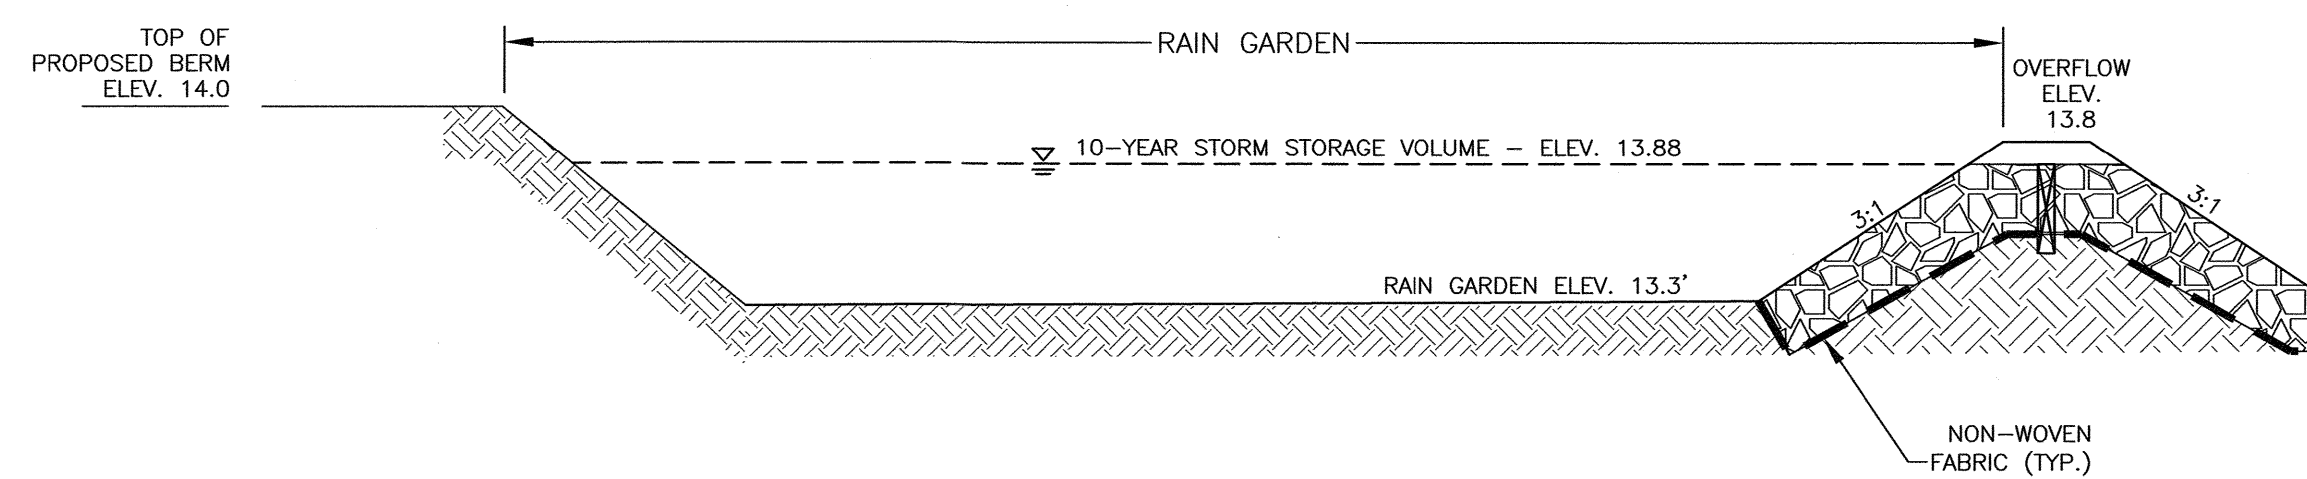 TOP OF
PROPOSED BERM
ELEV. 14.0
RAIN GARDEN
OVERFLOW
ELEV.
13.8
10-YEAR STORM STORAGE VOLUME - ELEV. 13.88
3:1
3:1
RAIN GARDEN ELEV. 13.3'
NON-WOVEN
FABRIC (TYP.)